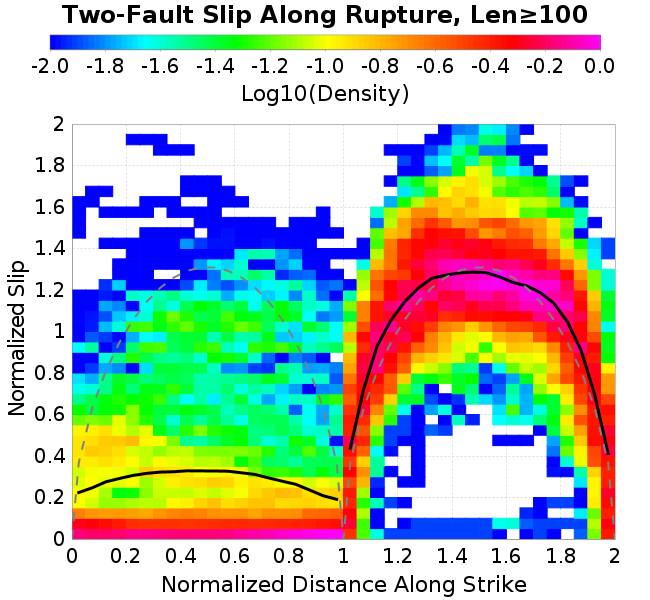 Two-Fault Slip Along Rupture, Len≥100
-2.0 -1.8 -1.6 -1.4 -1.2 -1.0 -0.8 -0.6 -0.4 -0.2 0.0
Log10(Density)
Normalized Slip
2
1.8
1.6
1.4
1.2
1
0.8
0.6
0.4
0.2
0
0 0.2 0.4 0.6 0.8 1 1.2 1.4 1.6 1.8 2
Normalized Distance Along Strike